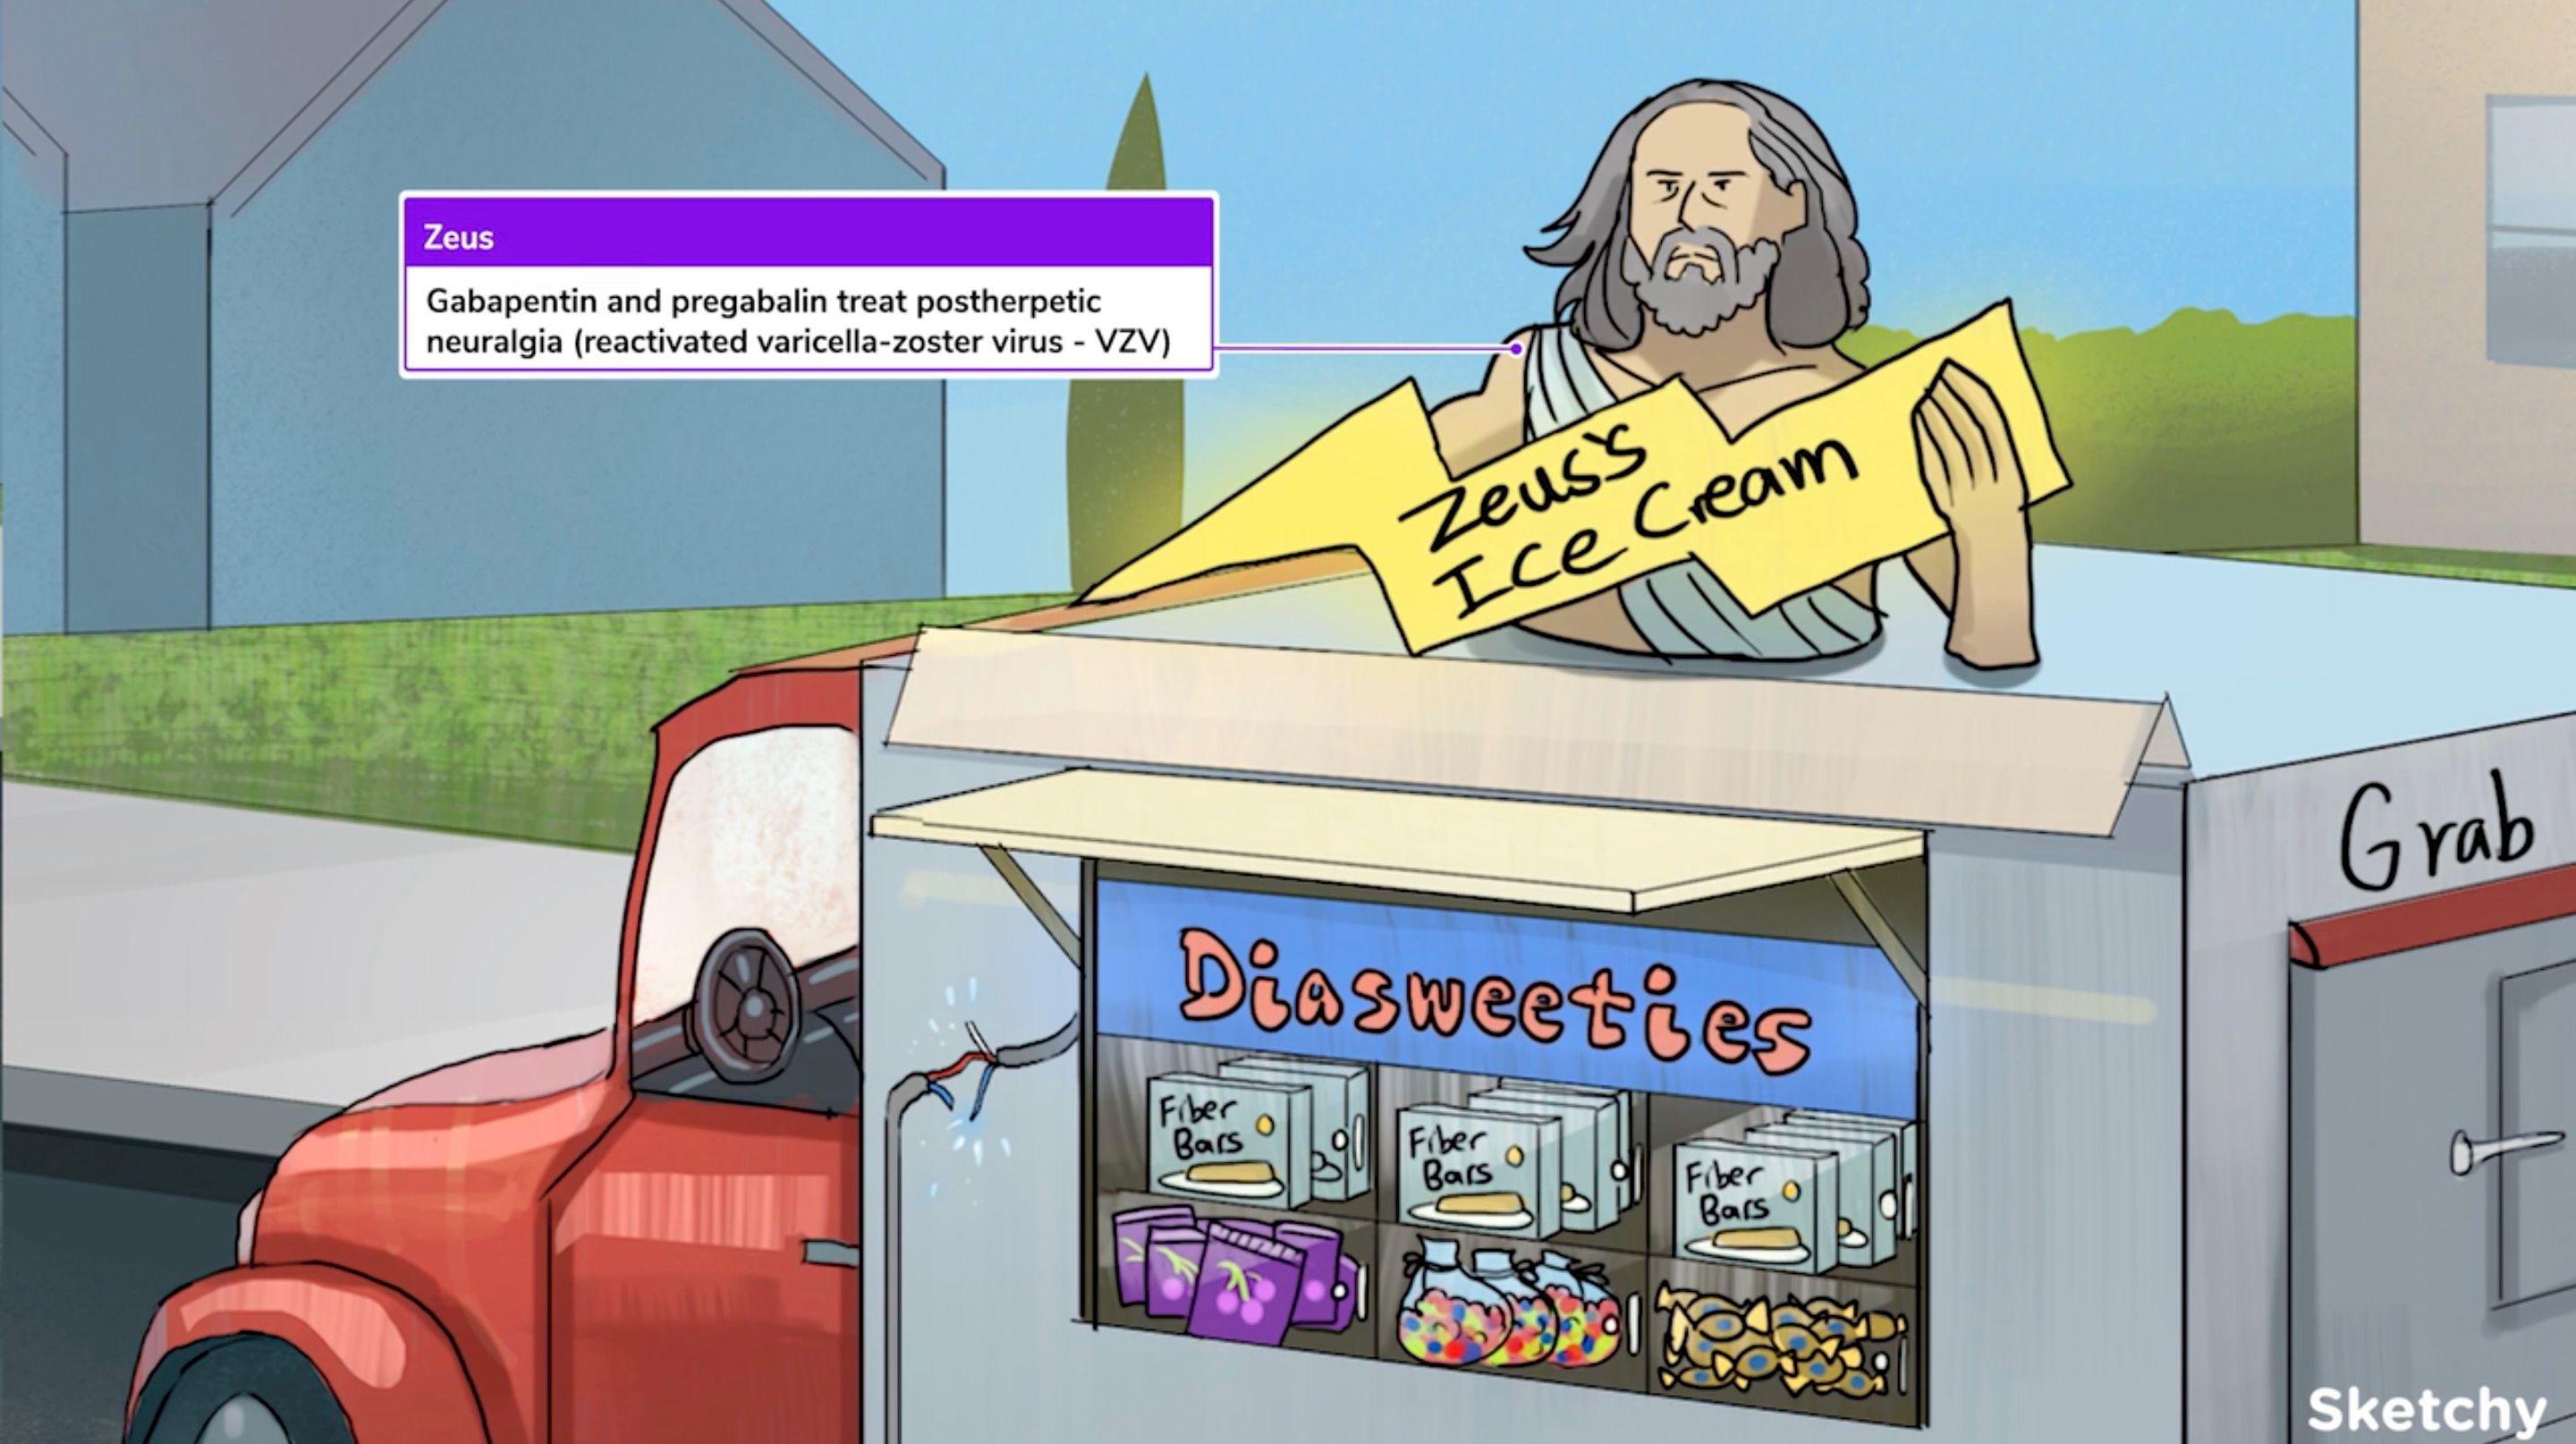 Zeus
Gabapentin and pregabalin treat postherpetic
neuralgia (reactivated varicella-zoster virus - VZV)
Zeus's
Ice Cream
Grab
Diasweeties
Fiber
Bars
Fiber
Bars
Fiber
Bars
Sketchy